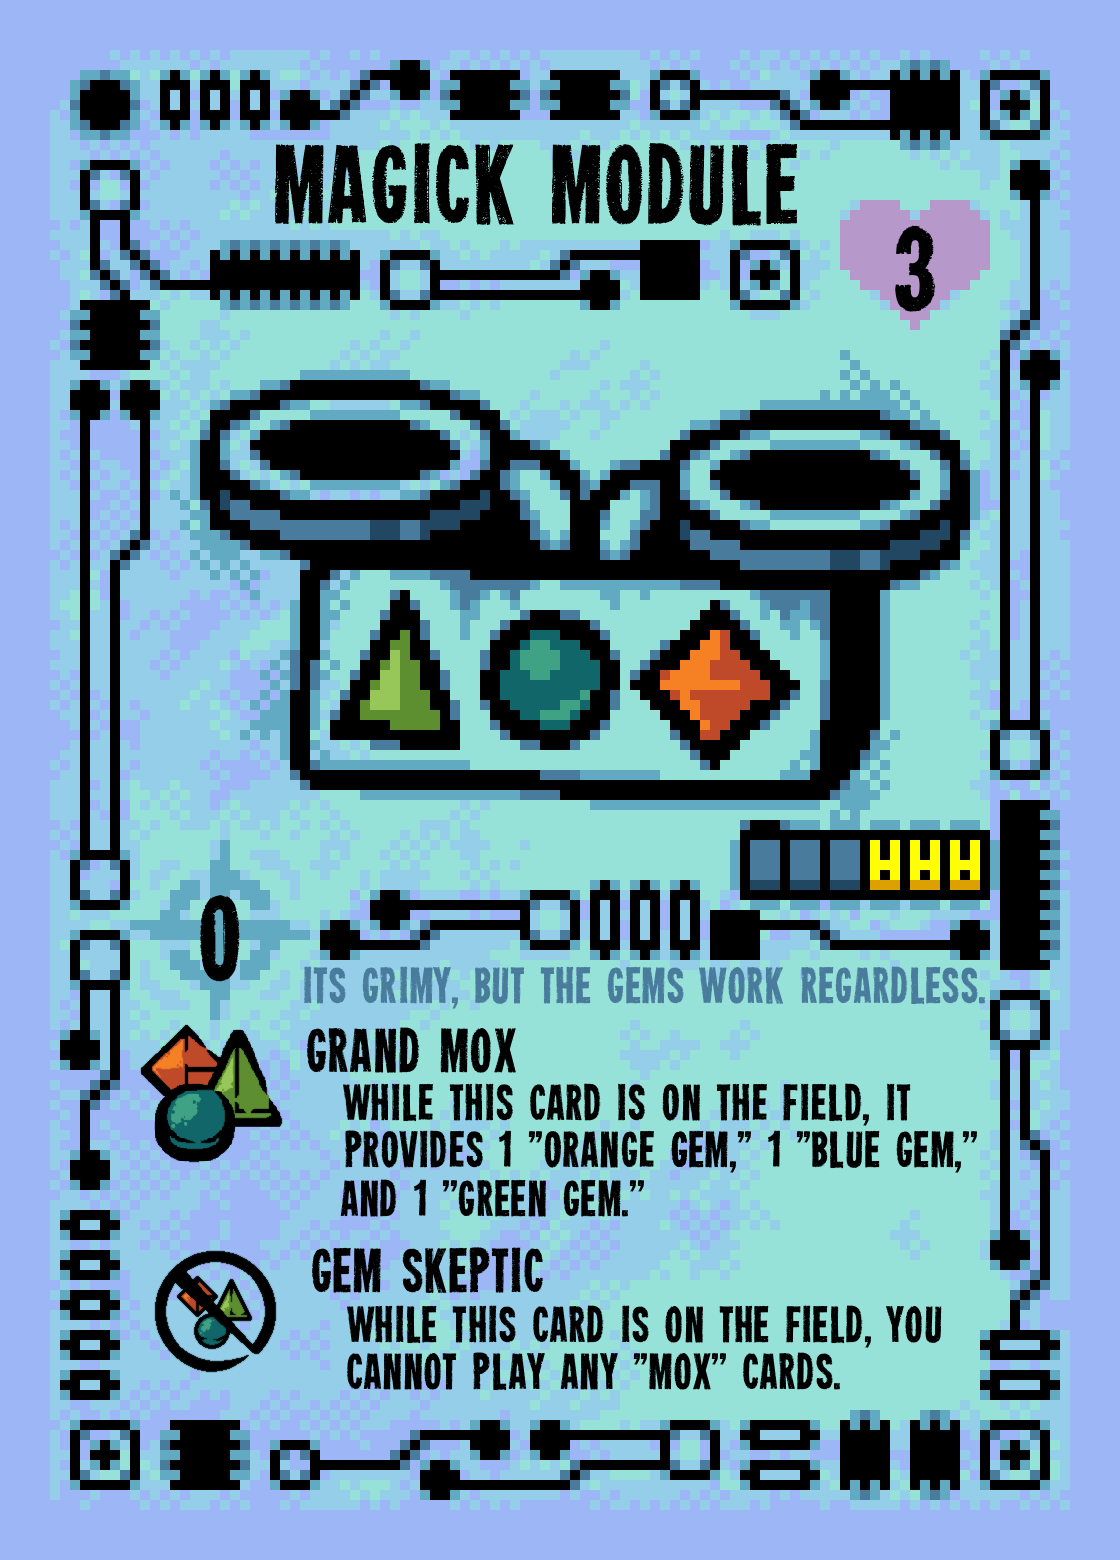 MAGICK MODULE
3
0
ITS GRIMY, BUT THE GEMS WORK REGARDLESS.
GRAND MOX
WHILE THIS CARD IS ON THE FIELD, IT
PROVIDES 1 "ORANGE GEM," 1 "BLUE GEM,"
AND 1 "GREEN GEM."
GEM SKEPTIC
WHILE THIS CARD IS ON THE FIELD, YOU
CANNOT PLAY ANY "MOX" CARDS.